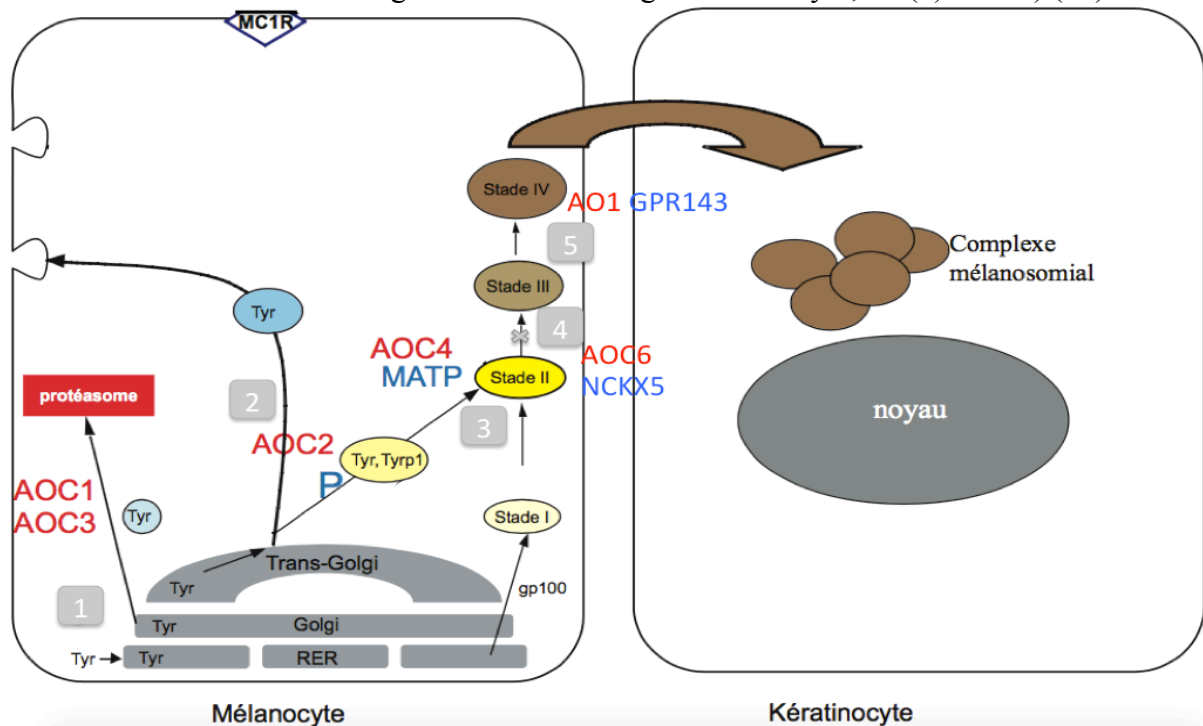 MC1R
Stade IV
AO1 GPR143
5
Complexe
mélanosomial
Stade III
Tyr
4
AOC4
MATP
Stade II
AOC6
NCKX5
protéasome
2
3
noyau
AOC2
Tyr, Tyrp1
P
AOC1
AOC3
Tyr
Stade I
Trans-Golgi
Tyr
gp100
1
Tyr
Golgi
Tyr
Tyr
RER
Mélanocyte
Kératinocyte